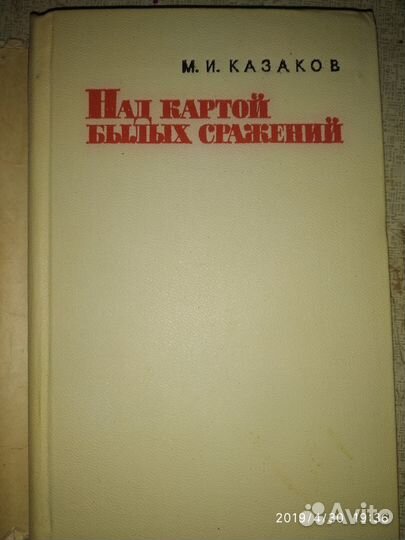 М. И. КАЗАКОВ
НАД КАРТОЙ
БЫЛЫХ СРАЖЕНИЙ
2019/4/30 19:36
Avito